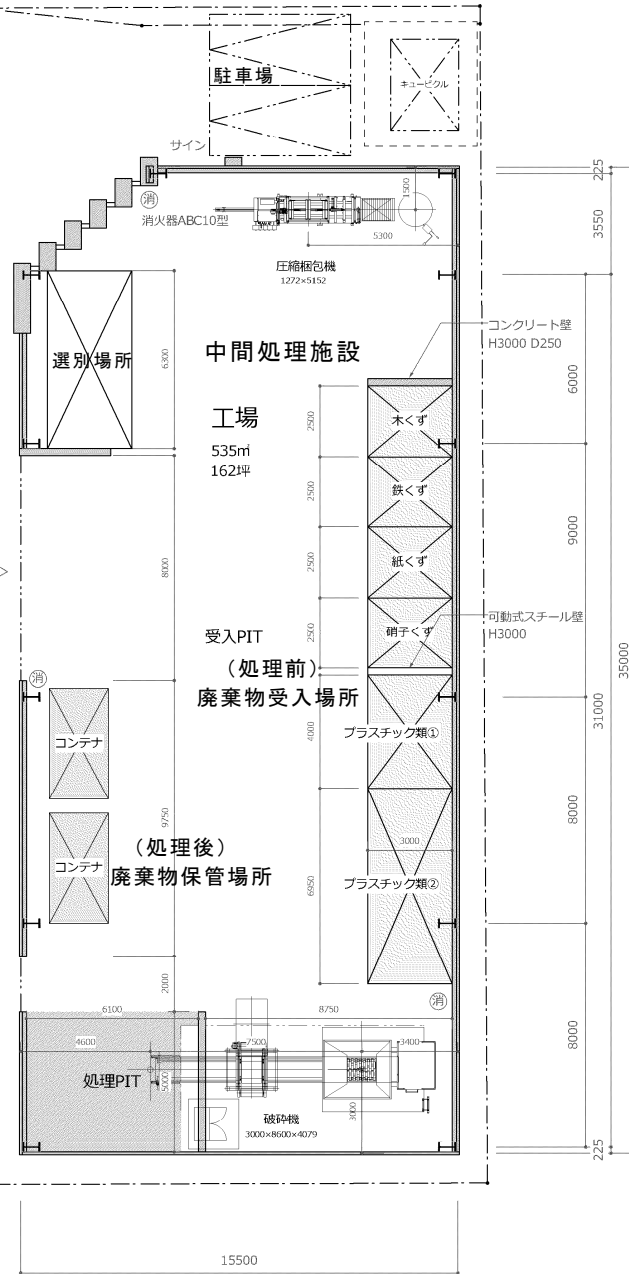 駐車場
キュービクル
サイン
消
消火器ABC10型
1500
5300
225
3550
圧縮梱包機
1272×5152
コンクリート壁
H3000 D250
選別場所
6300
中間処理施設
工場
535㎡
162坪
2500
木くず
6000
2500
鉄くず
9000
8000
2500
紙くず
2500
硝子くず
可動式スチール壁
H3000
受入PIT
(処理前)
廃棄物受入場所
消
35000
31000
コンテナ
4000
プラスチック類①
9750
8000
(処理後)
廃棄物保管場所
コンテナ
3000
6950
プラスチック類②
2000
消
6100
8750
4600
7500
3400
8000
処理PIT
5000
3000
破砕機
3000×8600×4079
225
15500